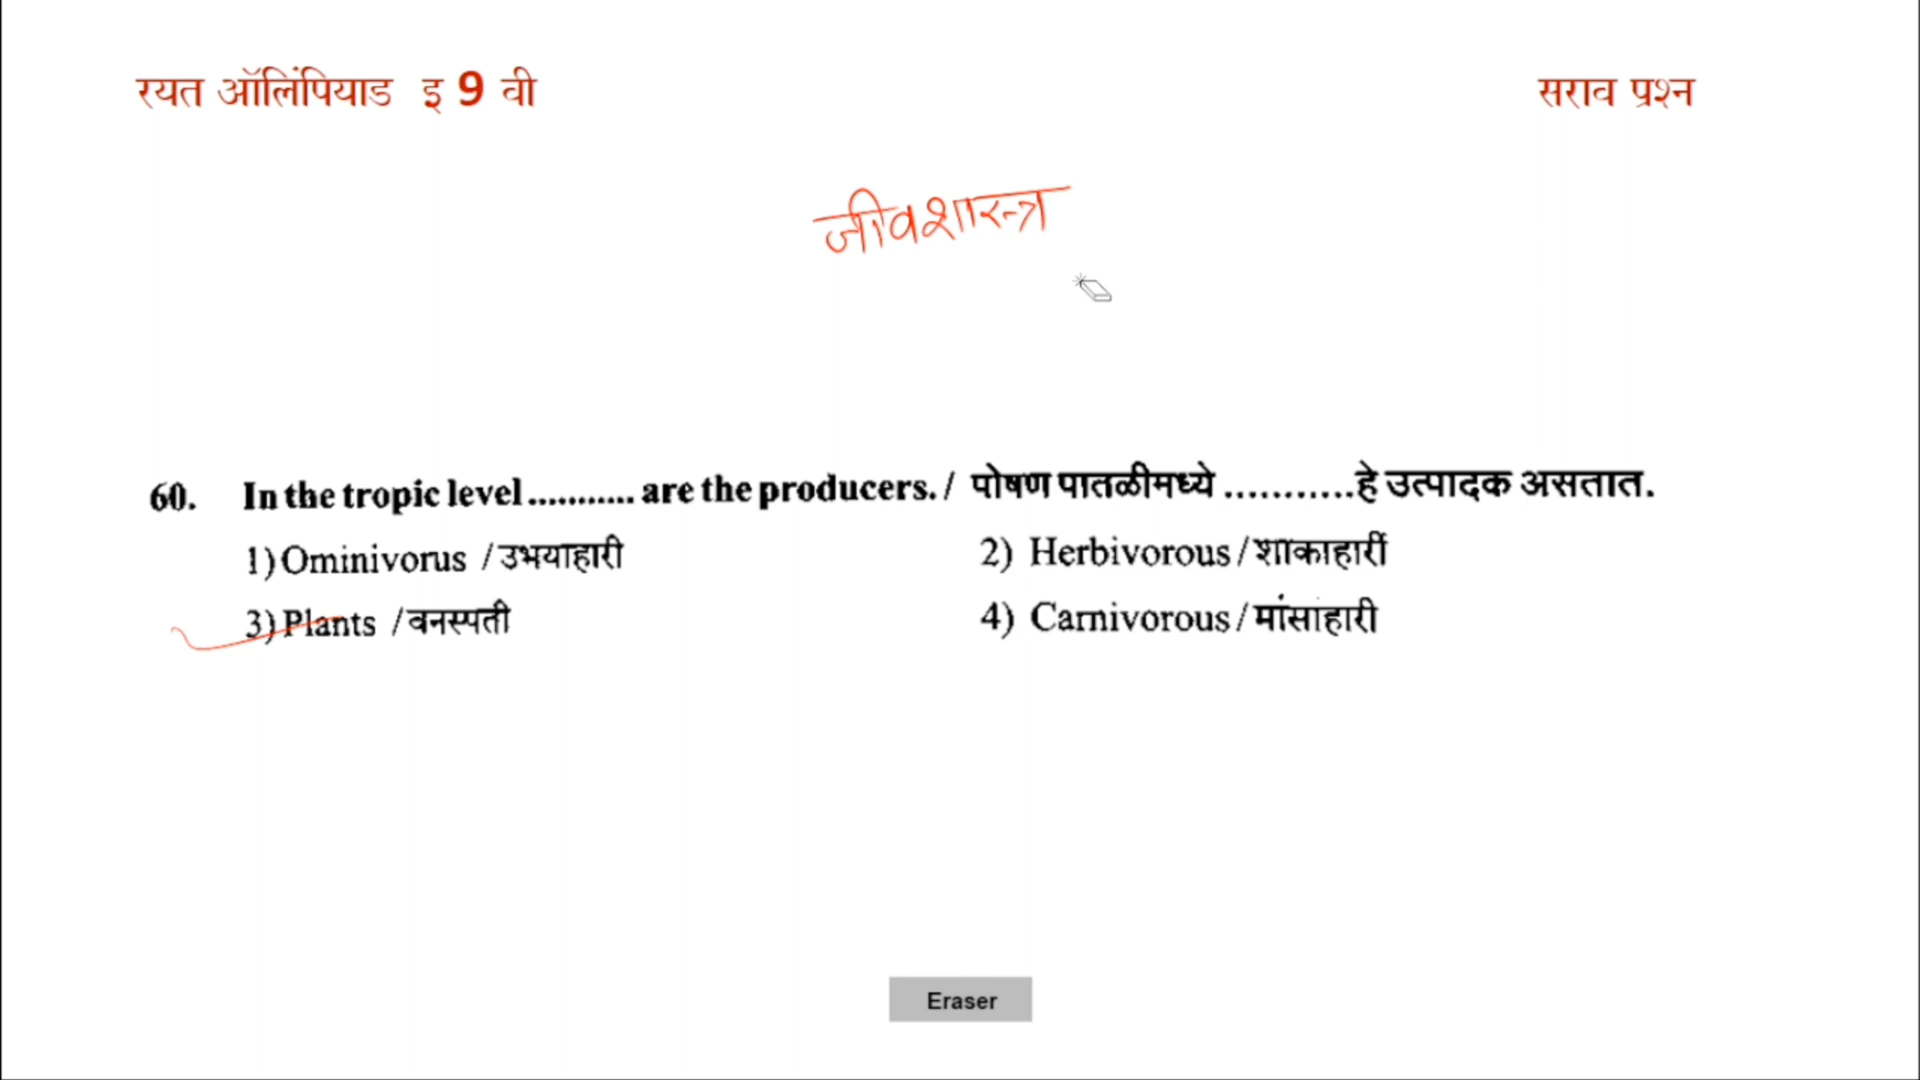 रयत ऑलिंपियाड इ 9 वी
सराव प्रश्न
जीवशास्त्र
60. In the tropic level ........... are the producers. / पोषण पातळीमध्ये ...........हे उत्पादक असतात.
1) Ominivorus / उभयाहारी
2) Herbivorous / शाकाहारीं
3) Plants / वनस्पती
4) Carnivorous / मांसाहारी
Eraser